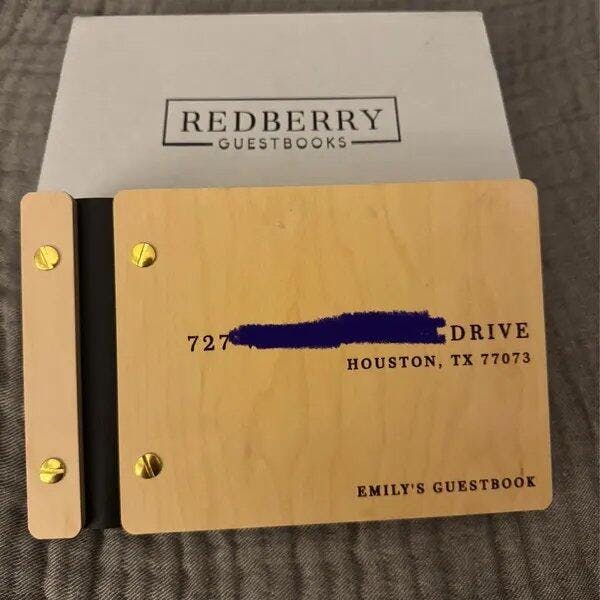 REDBERRY
GUESTBOOKS
727 DRIVE
HOUSTON, TX 77073
EMILY'S GUESTBOOK